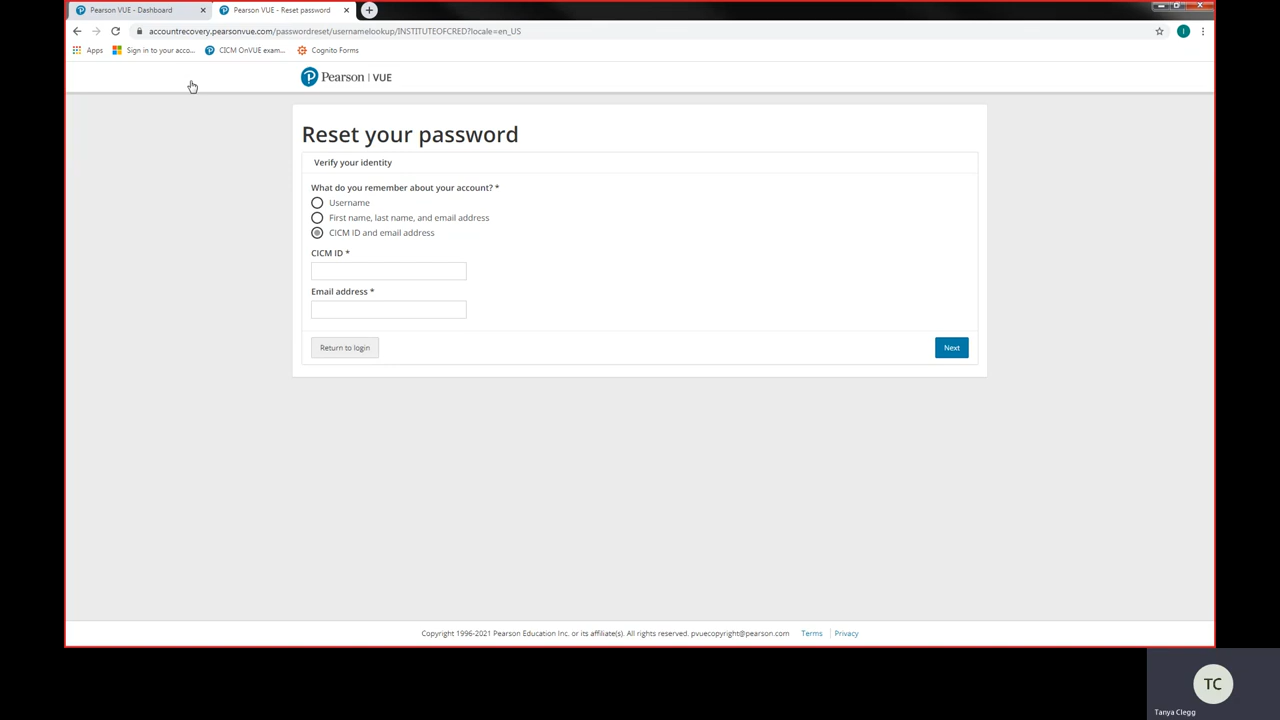 Pearson VUE - Dashboard
Pearson VUE - Reset password
accountrecovery.pearsonvue.com/passwordreset/usernamelookup/INSTITUTEOFCRED?locale=en_US
I
Apps
Sign in to your acco...
CICM OnVUE exam...
Cognito Forms
Pearson | VUE
Reset your password
Verify your identity
What do you remember about your account? *
Username
First name, last name, and email address
CICM ID and email address
CICM ID *
Email address *
Return to login
Next
Copyright 1996-2021 Pearson Education Inc. or its affiliate(s). All rights reserved. pvuecopyright@pearson.com
Terms
Privacy
TC
Tanya Clegg